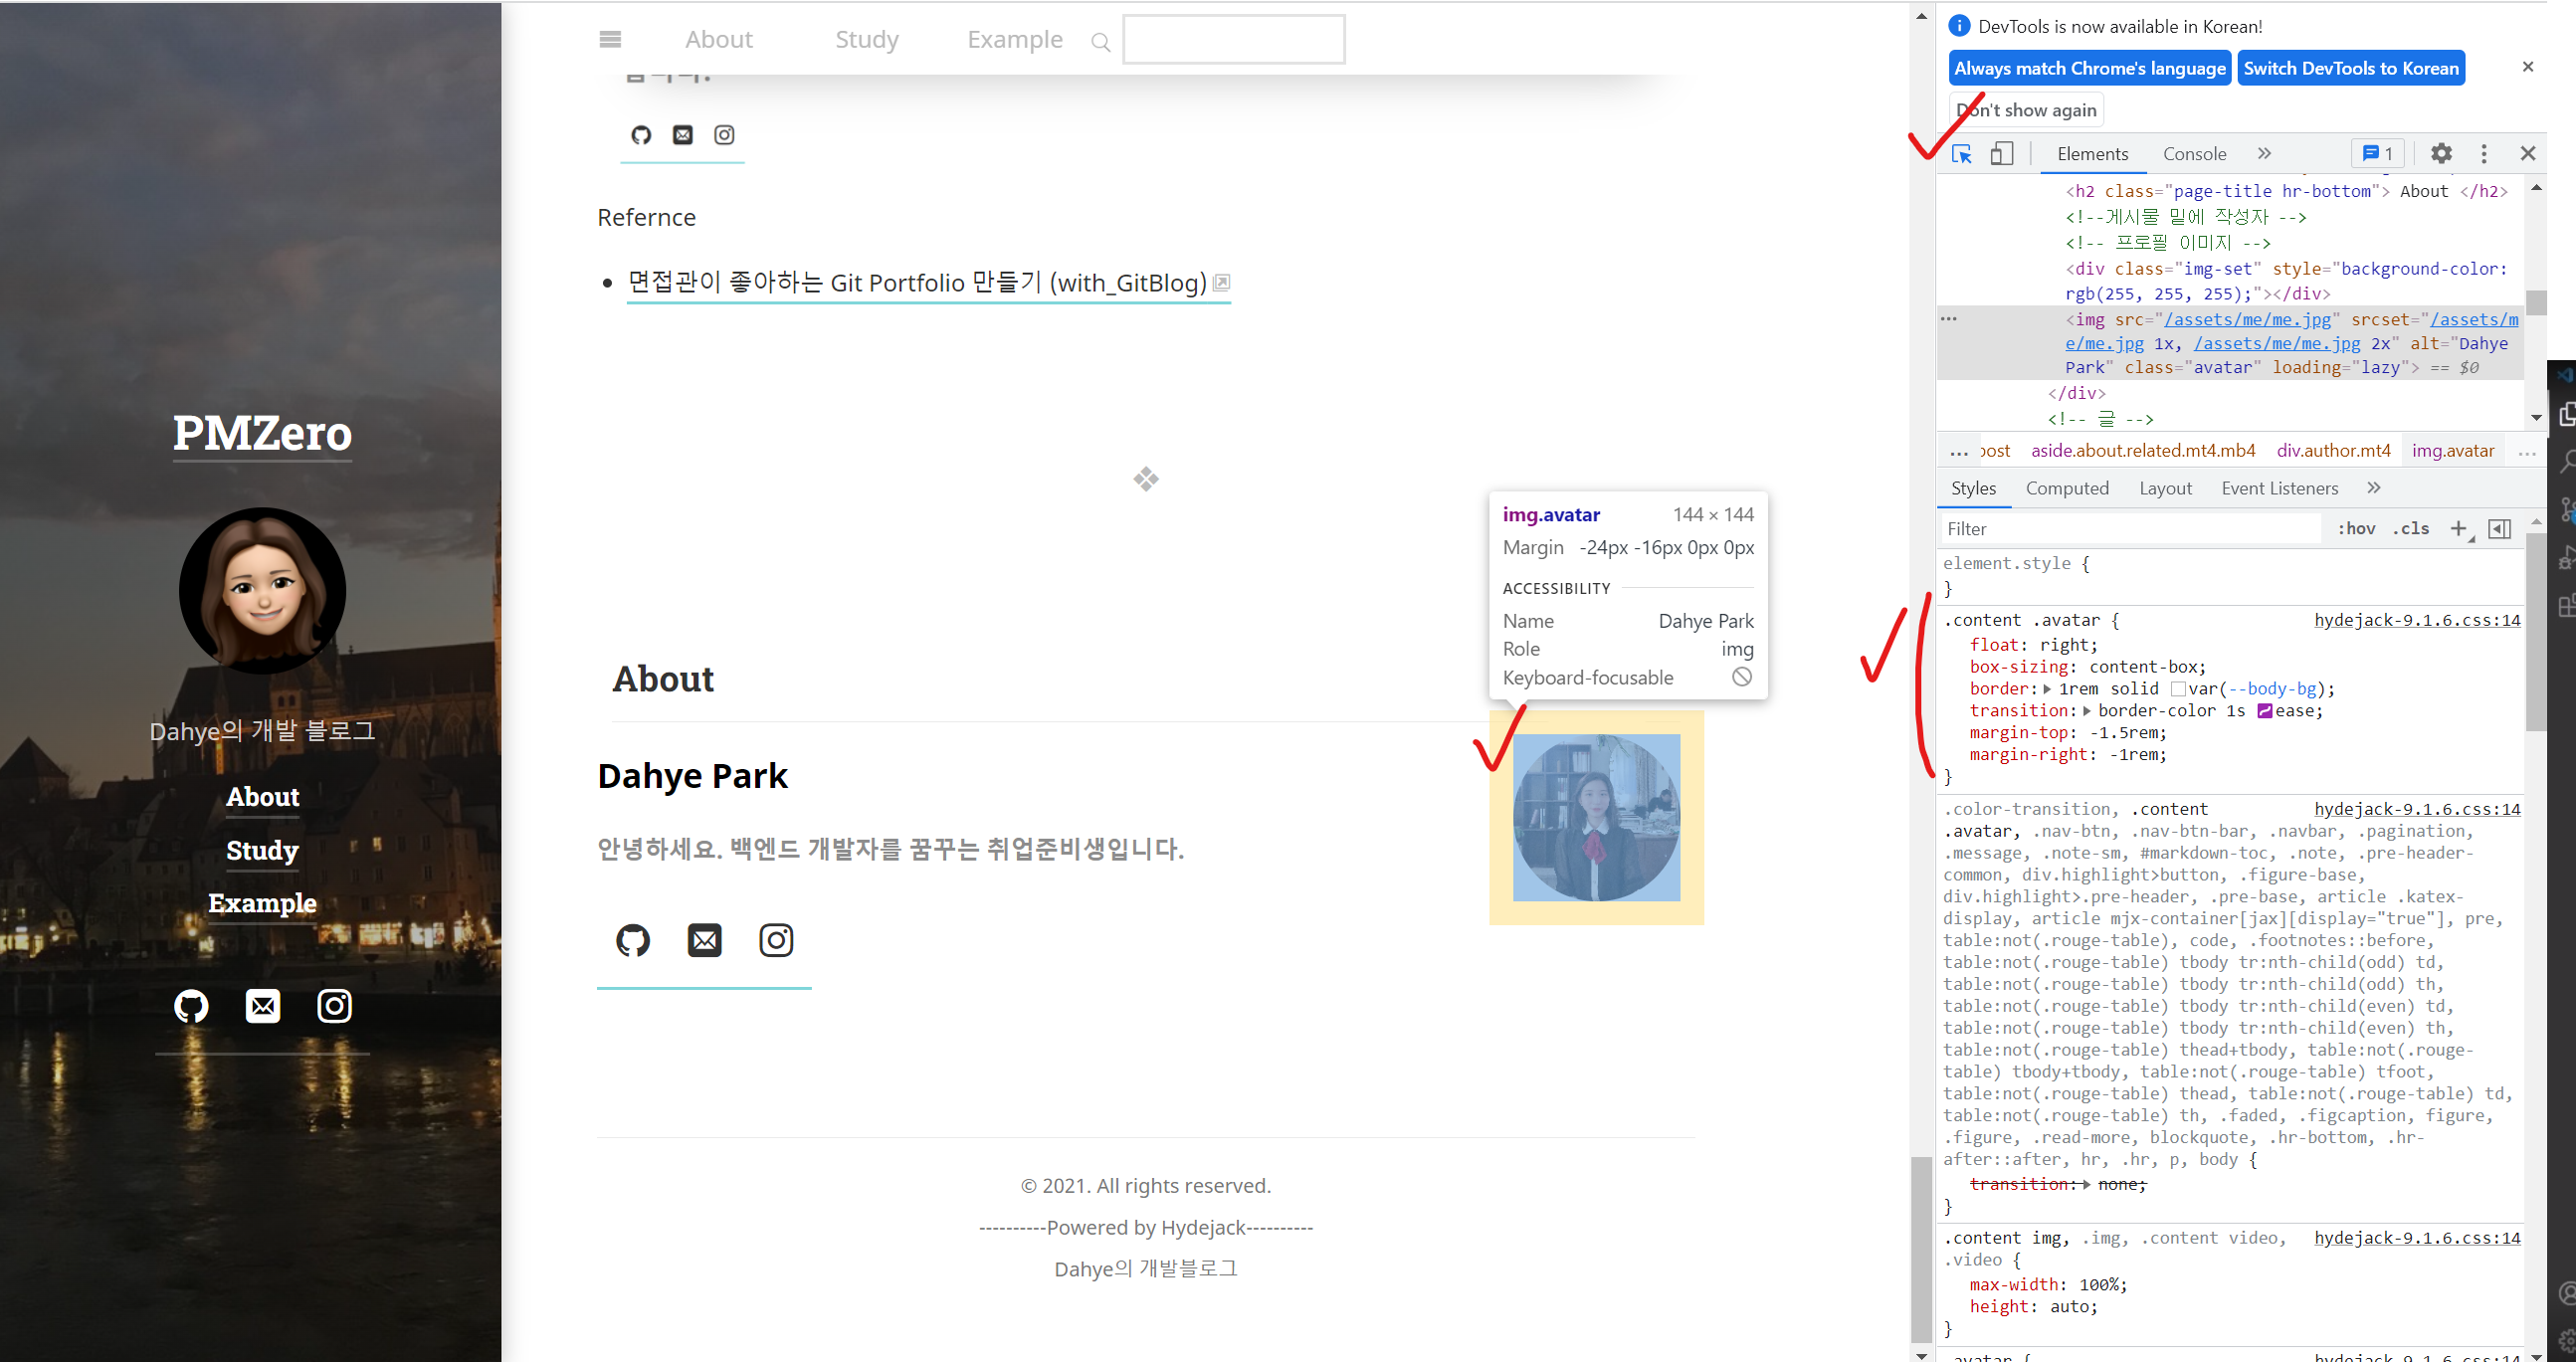 PMZero
Dahye의 개발 블로그
About
Study
Example
About
Study
Example
Refernce
면접관이 좋아하는 Git Portfolio 만들기 (with_GitBlog)
About
Dahye Park
안녕하세요. 백엔드 개발자를 꿈꾸는 취업준비생입니다.
© 2021. All rights reserved.
----------Powered by Hydejack----------
Dahye의 개발블로그
img.avatar 144 × 144
Margin -24px -16px 0px 0px
ACCESSIBILITY
Name Dahye Park
Role img
Keyboard-focusable
DevTools is now available in Korean!
Always match Chrome's language
Switch DevTools to Korean
Don't show again
Elements Console 1
<h2 class="page-title hr-bottom"> About </h2>
<!--게시물 밑에 작성자 -->
<!-- 프로필 이미지 -->
<div class="img-set" style="background-color:
rgb(255, 255, 255);"></div>
<img src="/assets/me/me.jpg" srcset="/assets/m
e/me.jpg 1x, /assets/me/me.jpg 2x" alt="Dahye
Park" class="avatar" loading="lazy"> == $0
</div>
<!-- 글 -->
... post aside.about.related.mt4.mb4 div.author.mt4 img.avatar ...
Styles Computed Layout Event Listeners
Filter :hov .cls
element.style {
}
.content .avatar { hydejack-9.1.6.css:14
float: right;
box-sizing: content-box;
border: 1rem solid var(--body-bg);
transition: border-color 1s ease;
margin-top: -1.5rem;
margin-right: -1rem;
}
.color-transition, .content hydejack-9.1.6.css:14
.avatar, .nav-btn, .nav-btn-bar, .navbar, .pagination,
.message, .note-sm, #markdown-toc, .note, .pre-header-
common, div.highlight>button, .figure-base,
div.highlight>.pre-header, .pre-base, article .katex-
display, article mjx-container[jax][display="true"], pre,
table:not(.rouge-table), code, .footnotes::before,
table:not(.rouge-table) tbody tr:nth-child(odd) td,
table:not(.rouge-table) tbody tr:nth-child(odd) th,
table:not(.rouge-table) tbody tr:nth-child(even) td,
table:not(.rouge-table) tbody tr:nth-child(even) th,
table:not(.rouge-table) thead+tbody, table:not(.rouge-
table) tbody+tbody, table:not(.rouge-table) tfoot,
table:not(.rouge-table) thead, table:not(.rouge-table) td,
table:not(.rouge-table) th, .faded, .figcaption, figure,
.figure, .read-more, blockquote, .hr-bottom, .hr-
after::after, hr, .hr, p, body {
transition: none;
}
.content img, .img, .content video, hydejack-9.1.6.css:14
.video {
max-width: 100%;
height: auto;
}